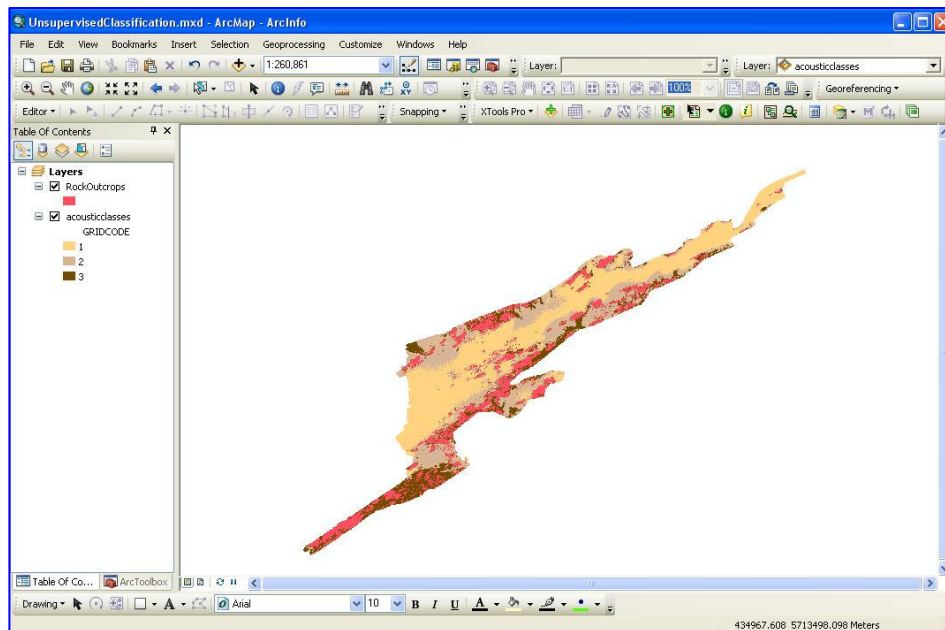 UnsupervisedClassification.mxd - ArcMap - ArcInfo
File Edit View Bookmarks Insert Selection Geoprocessing Customize Windows Help
1:260,861 Layer: Layer: acousticclasses
100% Georeferencing
Editor Snapping XTools Pro
Table Of Contents
Layers
RockOutcrops
acousticclasses
GRIDCODE
1
2
3
Table Of Co... ArcToolbox
Drawing A Arial 10 B I U A
434967.608 5713498.098 Meters